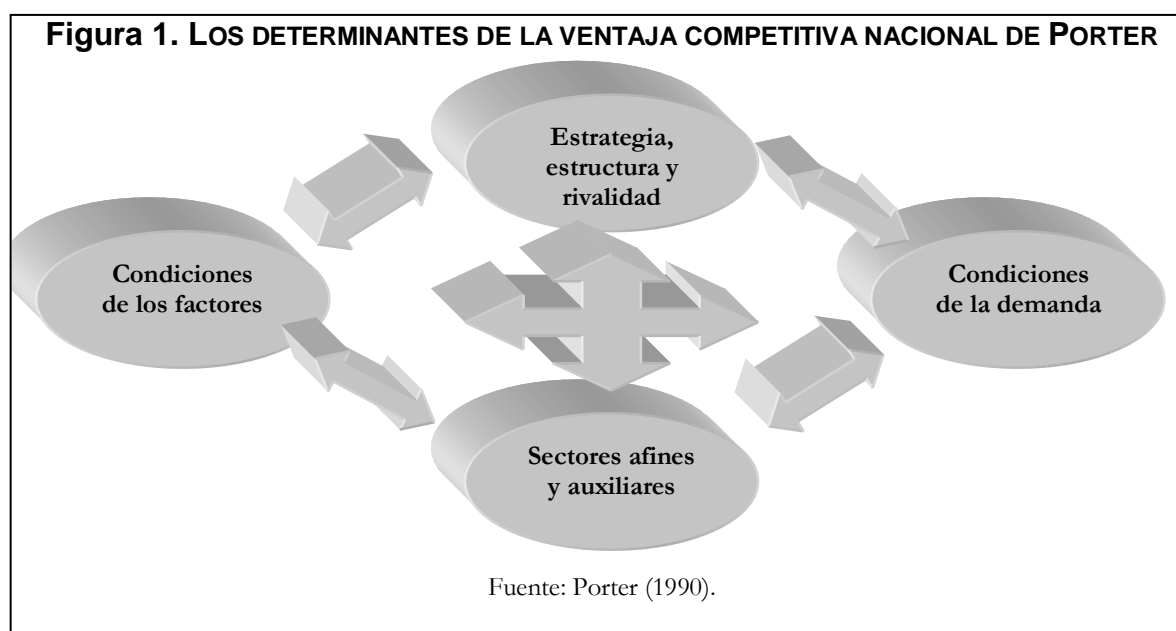 Figura 1. LOS DETERMINANTES DE LA VENTAJA COMPETITIVA NACIONAL DE PORTER
Estrategia,
estructura y
rivalidad
Condiciones
de los factores
Condiciones
de la demanda
Sectores afines
y auxiliares
Fuente: Porter (1990).